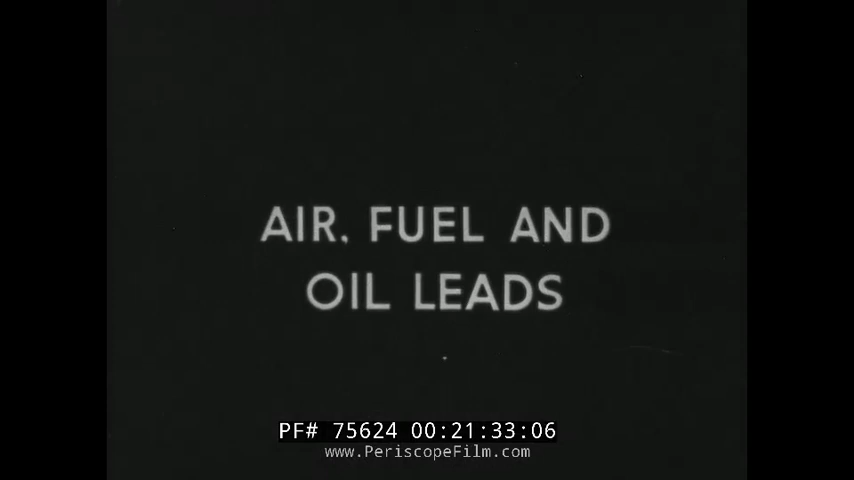 AIR, FUEL AND
OIL LEADS
PF# 75624 00:21:33:06
www.PeriscopeFilm.com